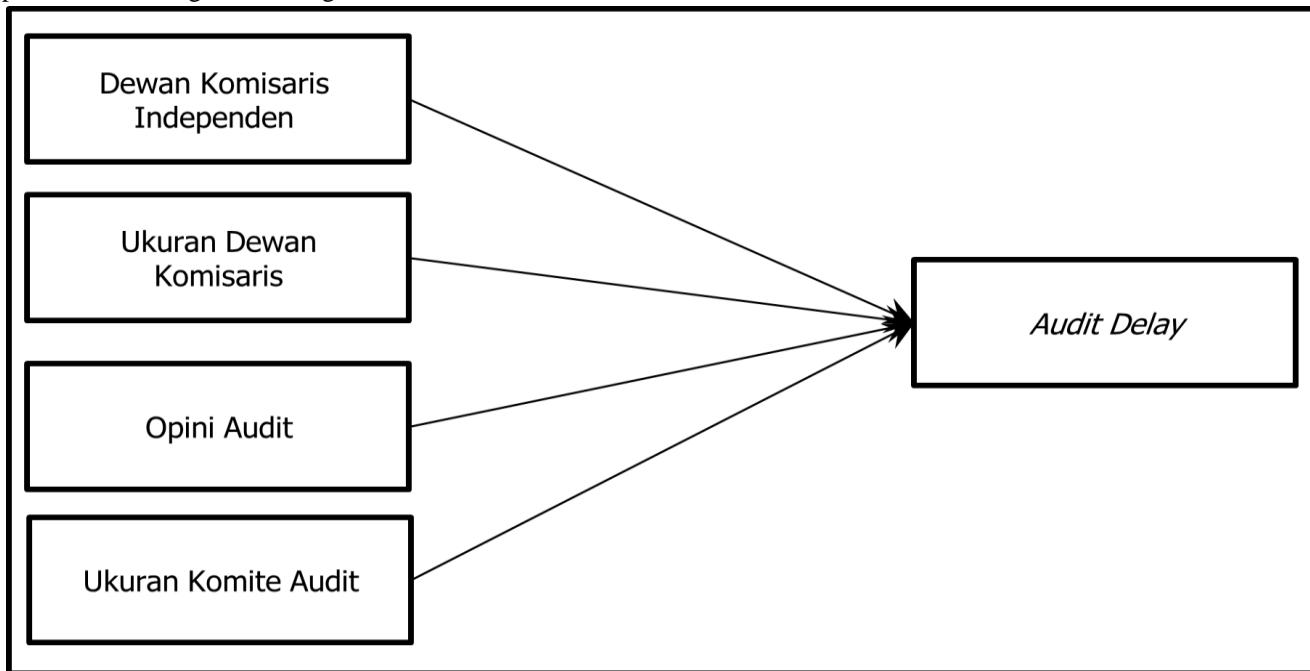 Dewan Komisaris
Independen
Ukuran Dewan
Komisaris
Opini Audit
Ukuran Komite Audit
Audit Delay